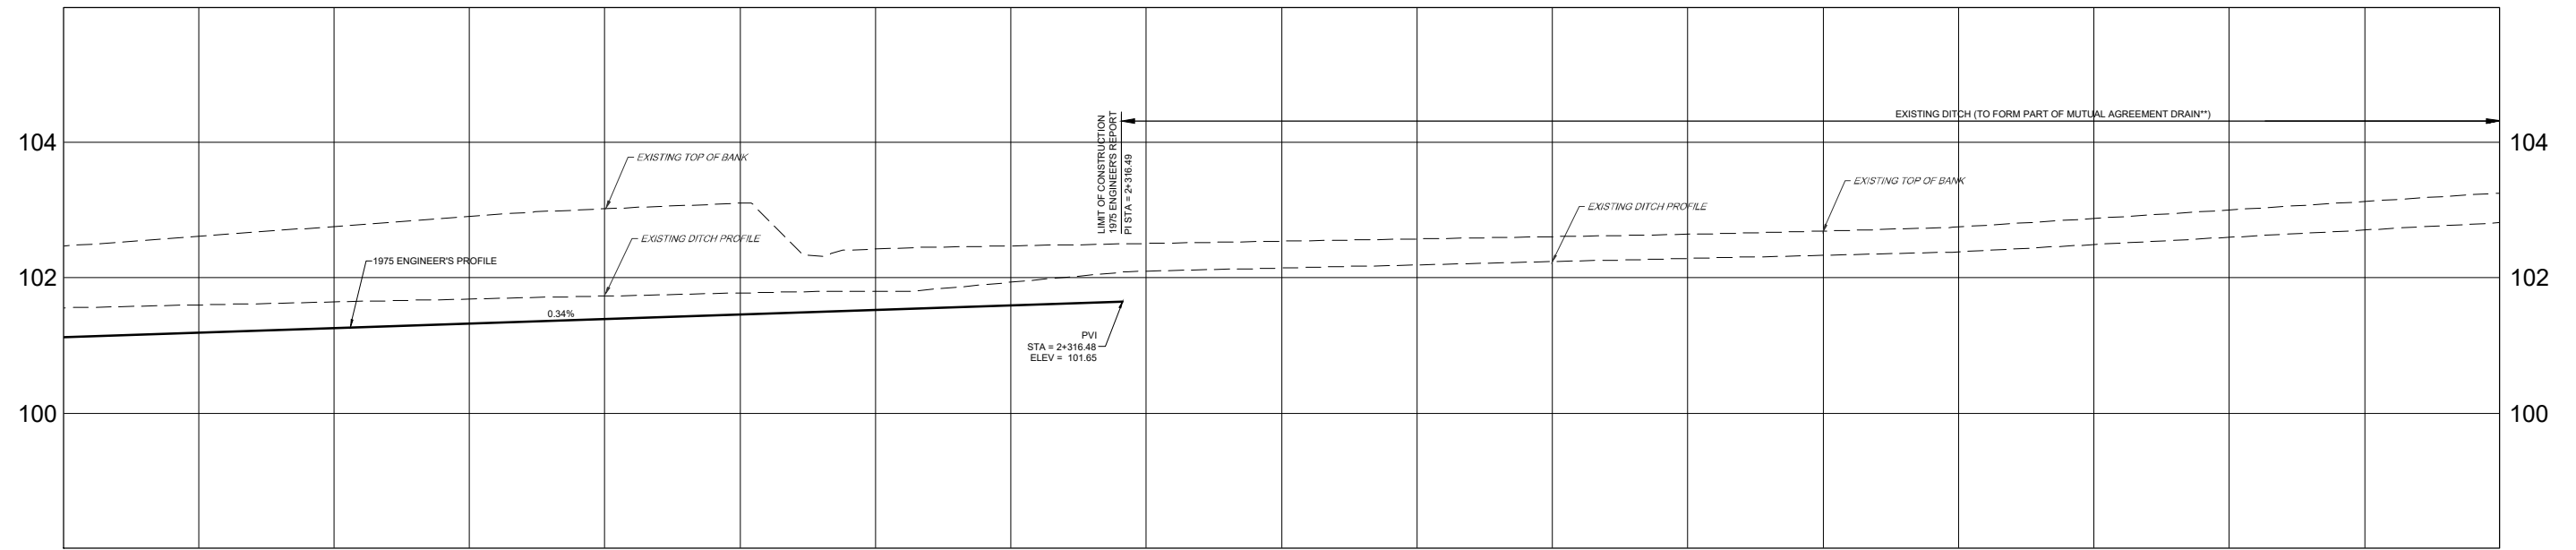 EXISTING DITCH (TO FORM PART OF MUTUAL AGREEMENT DRAIN**)
LIMIT OF CONSTRUCTION
1975 ENGINEER'S REPORT
PI STA = 2+316.49
104
104
EXISTING TOP OF BANK
EXISTING TOP OF BANK
EXISTING DITCH PROFILE
EXISTING DITCH PROFILE
1975 ENGINEER'S PROFILE
102
102
0.34%
PVI
STA = 2+316.48
ELEV = 101.65
100
100